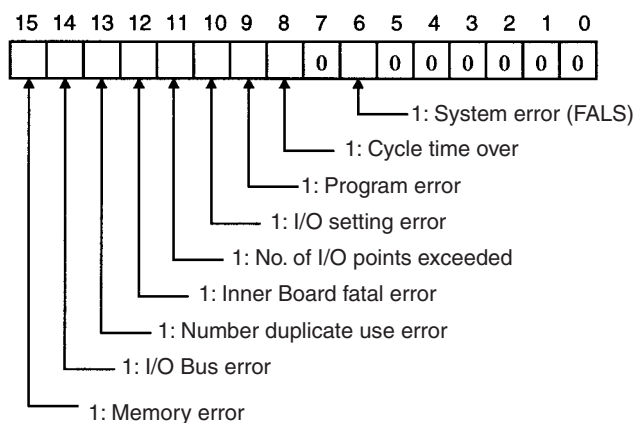 15 14 13 12 11 10 9 8 7 6 5 4 3 2 1 0
0 0 0 0 0 0 0
1: System error (FALS)
1: Cycle time over
1: Program error
1: I/O setting error
1: No. of I/O points exceeded
1: Inner Board fatal error
1: Number duplicate use error
1: I/O Bus error
1: Memory error